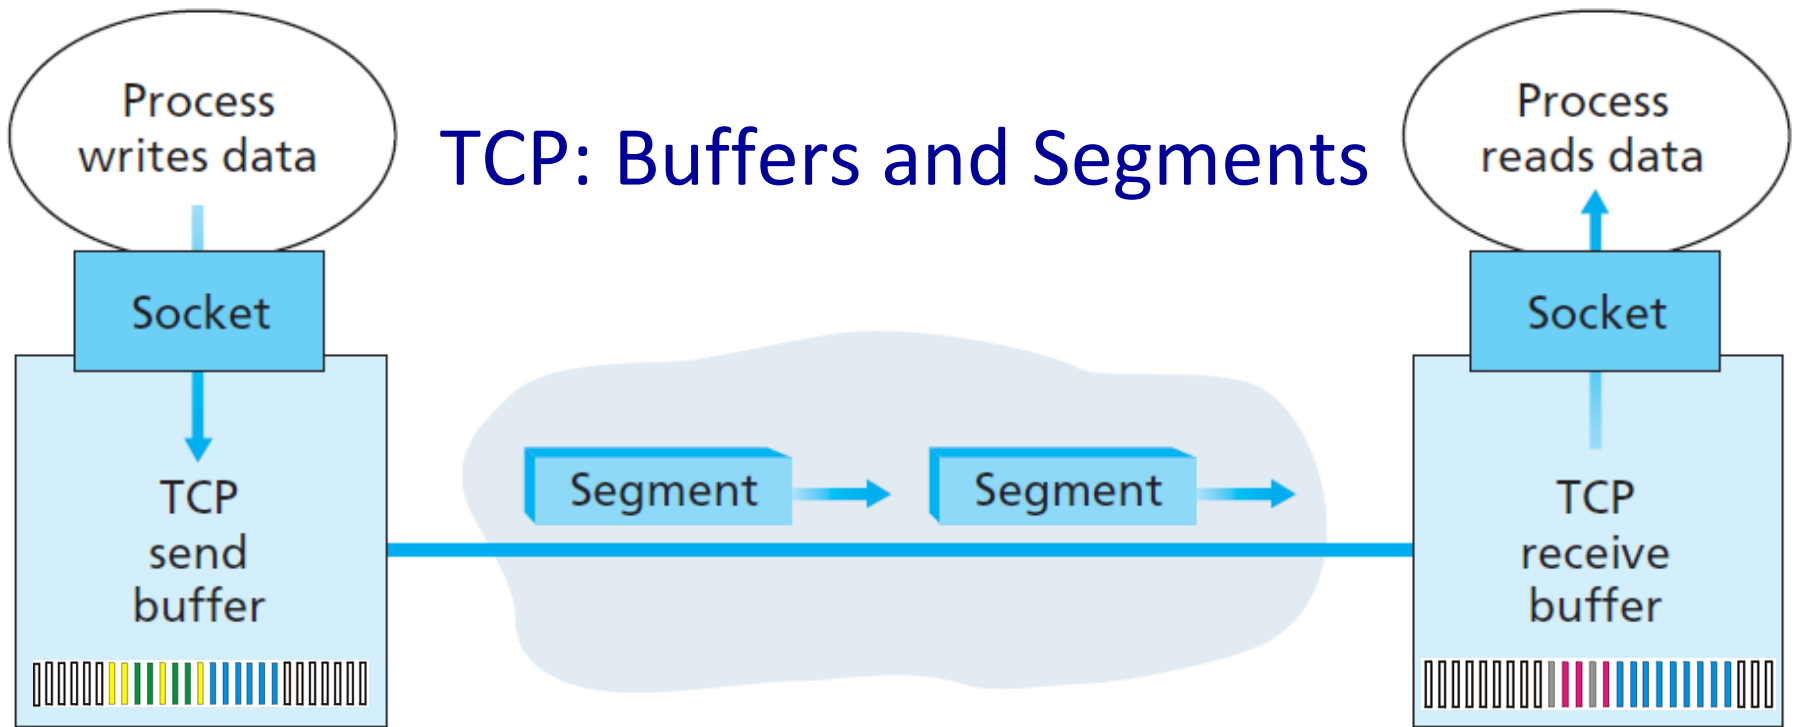 Process
writes data
TCP: Buffers and Segments
Process
reads data
Socket
Socket
Segment
Segment
TCP
send
buffer
TCP
receive
buffer